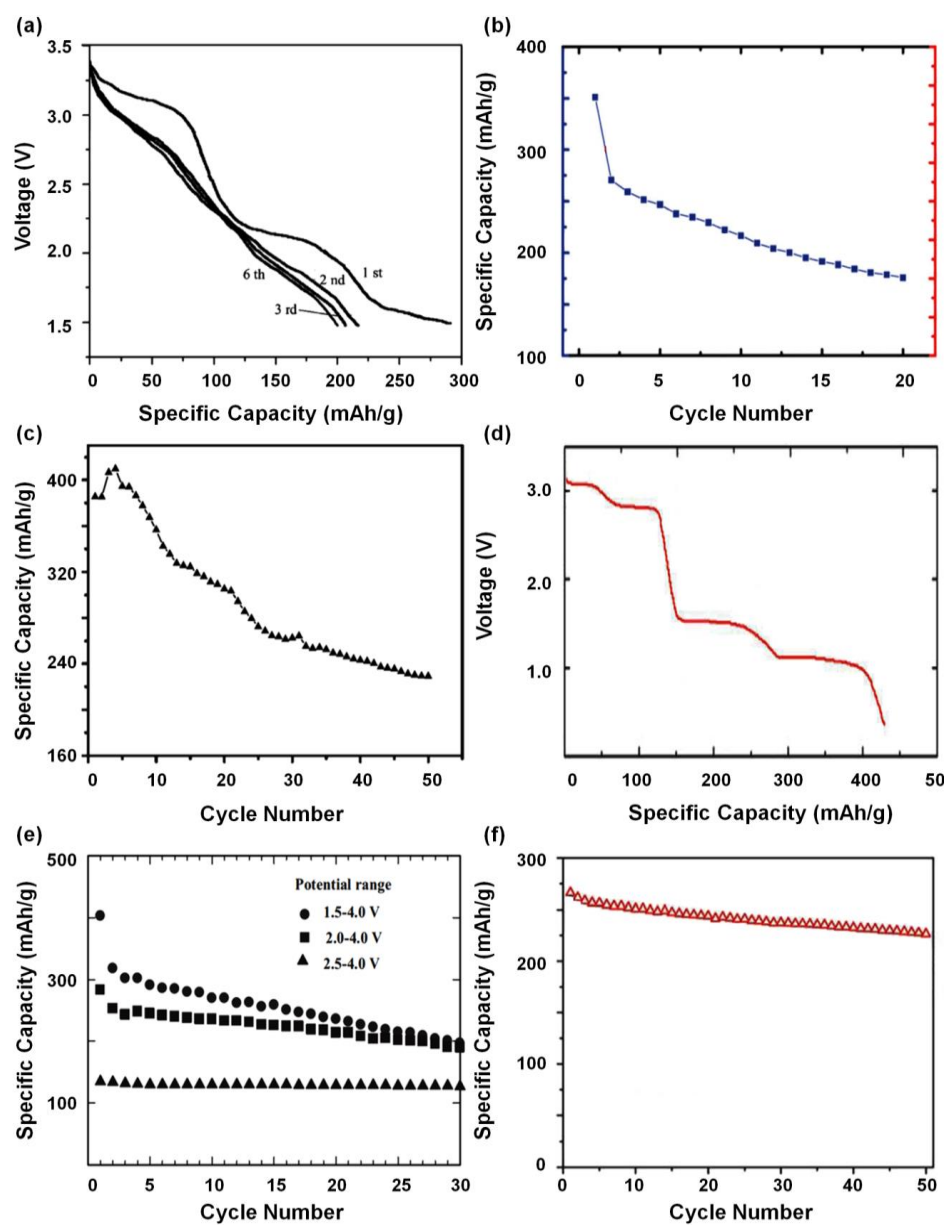 (a)
3.5
3.0
2.5
2.0
1.5
Voltage (V)
1 st
2 nd
3 rd
6 th
0 50 100 150 200 250 300
Specific Capacity (mAh/g)
(b)
400
300
200
100
Specific Capacity (mAh/g)
0 5 10 15 20
Cycle Number
(c)
400
320
240
160
Specific Capacity (mAh/g)
0 10 20 30 40 50
Cycle Number
(d)
3.0
2.0
1.0
Voltage (V)
0 100 200 300 400 50
Specific Capacity (mAh/g)
(e)
500
300
100
Specific Capacity (mAh/g)
Potential range
1.5-4.0 V
2.0-4.0 V
2.5-4.0 V
0 5 10 15 20 25 30
Cycle Number
(f)
300
200
100
0
Specific Capacity (mAh/g)
0 10 20 30 40 50
Cycle Number